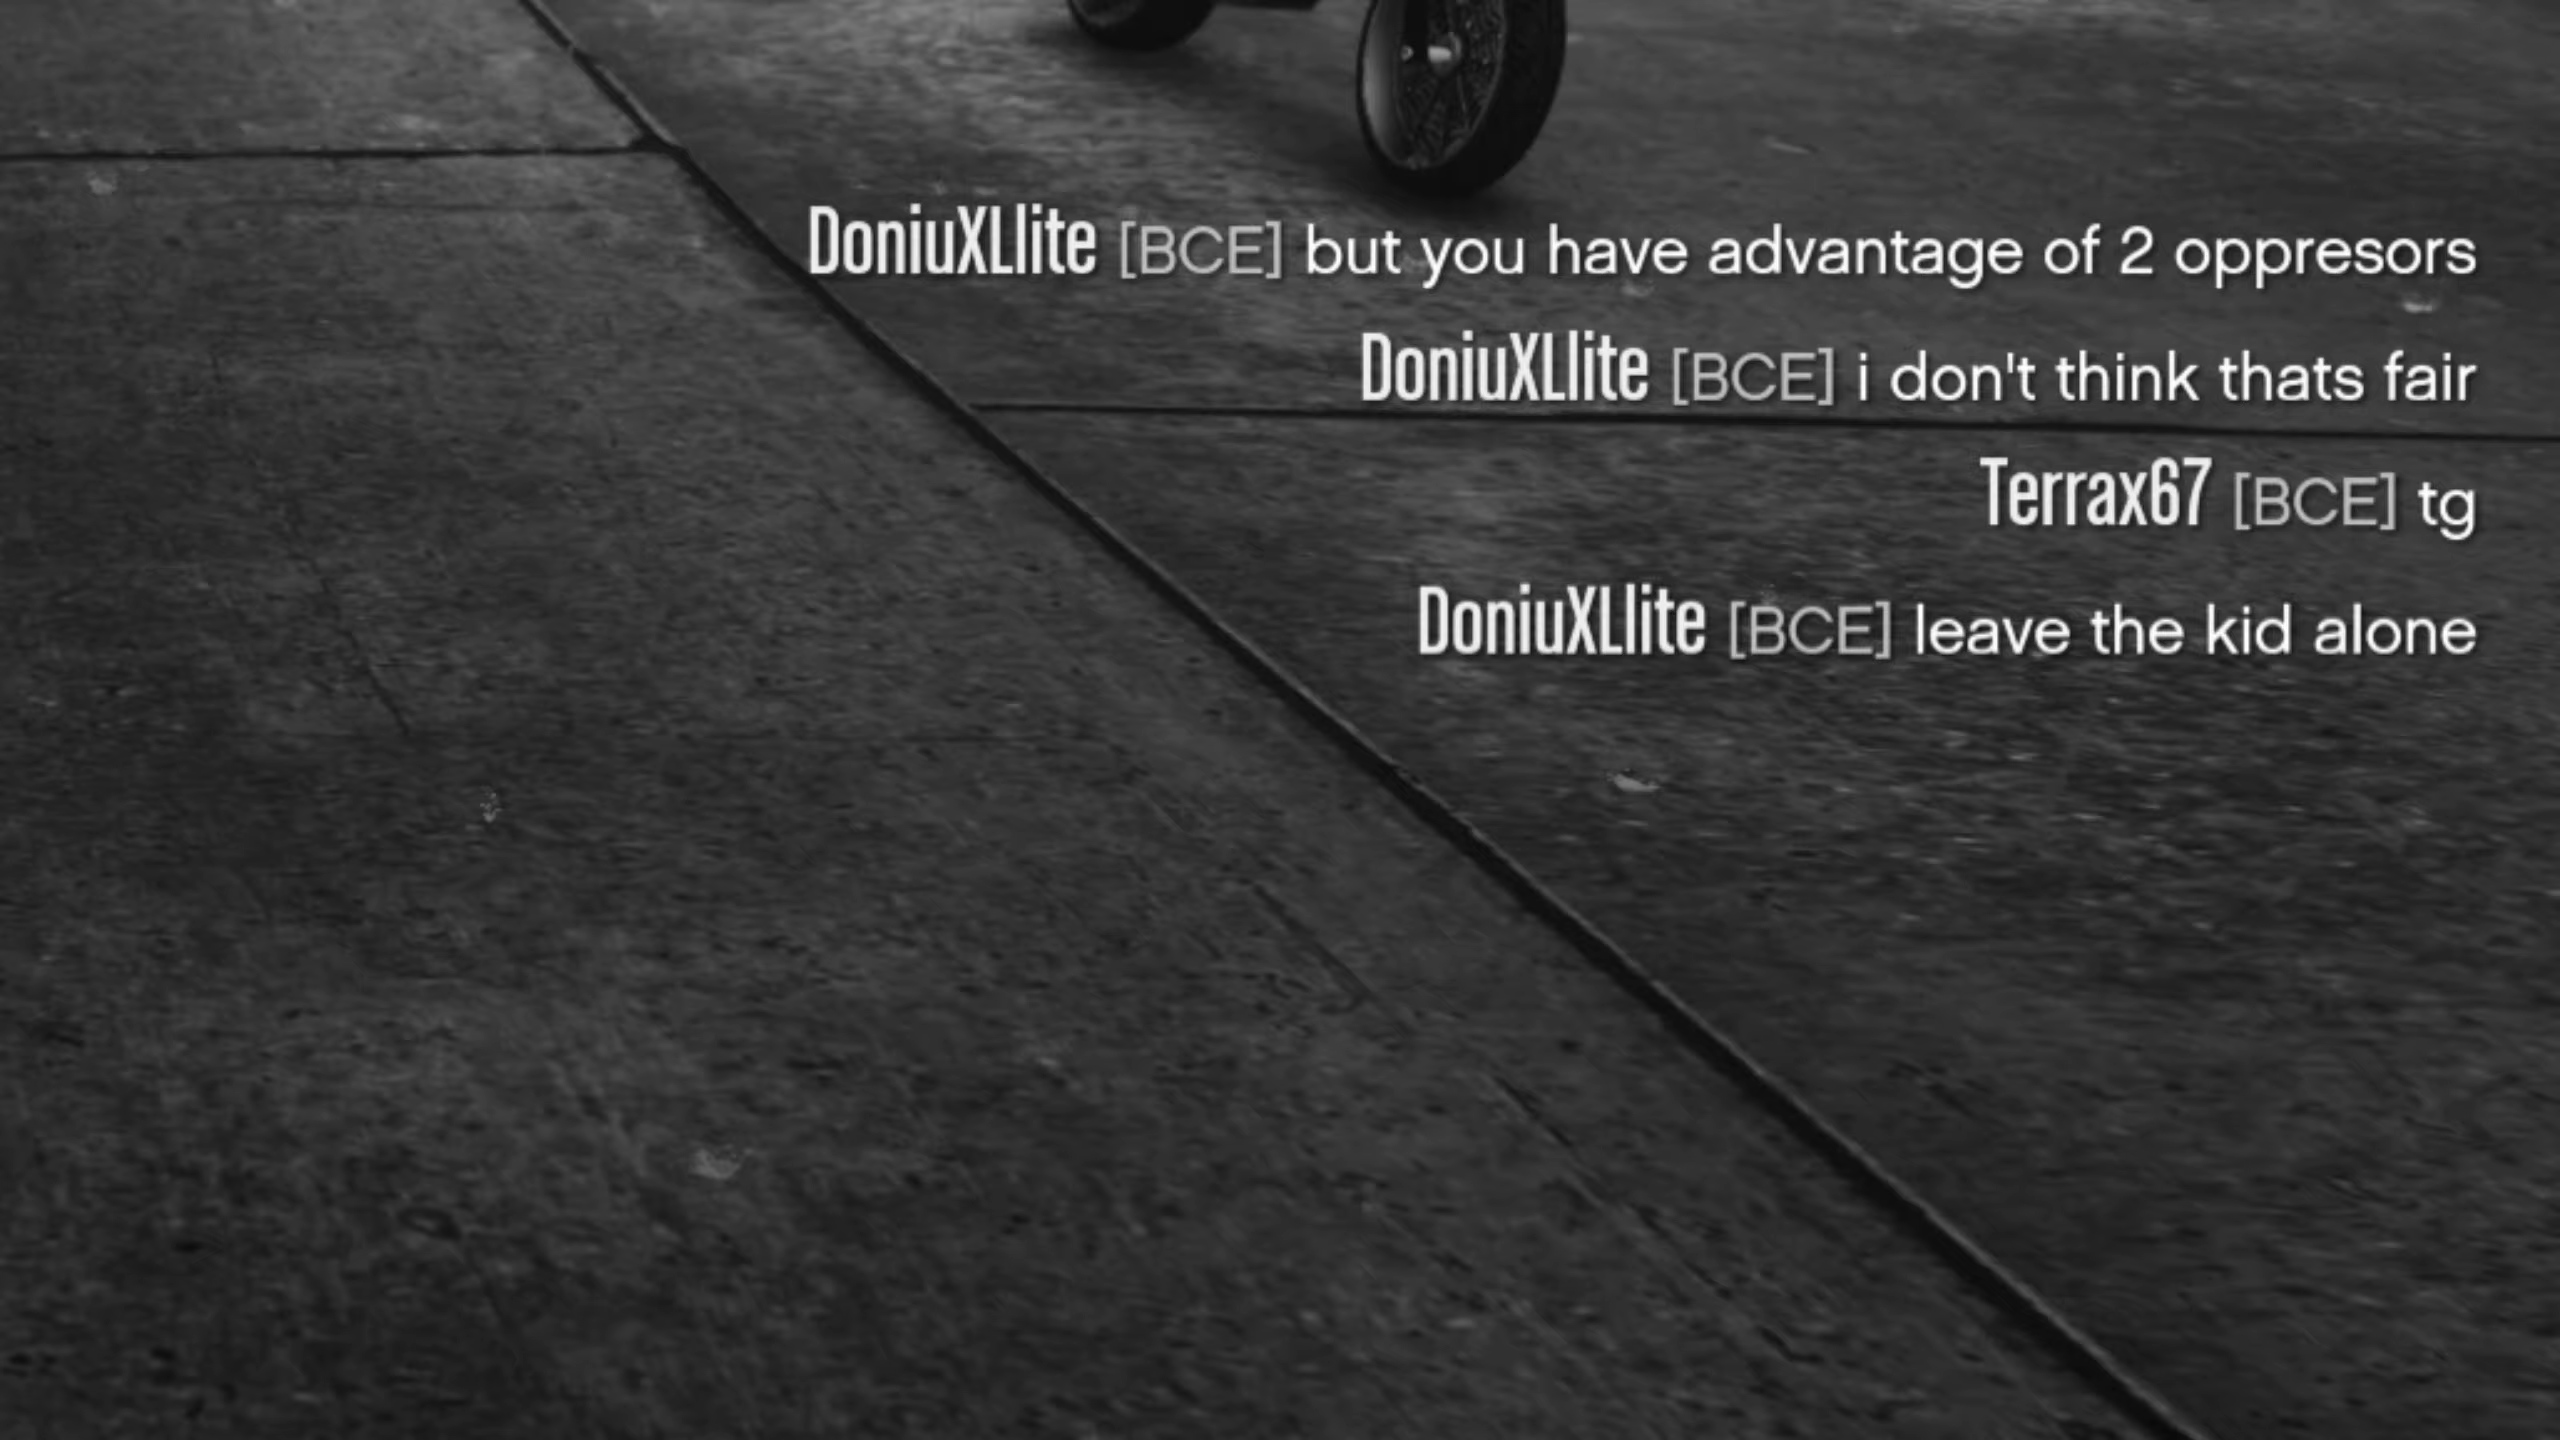 DoniuXLlite [BCE] but you have advantage of 2 oppresors
DoniuXLlite [BCE] i don't think thats fair
Terrax67 [BCE] tg
DoniuXLlite [BCE] leave the kid alone